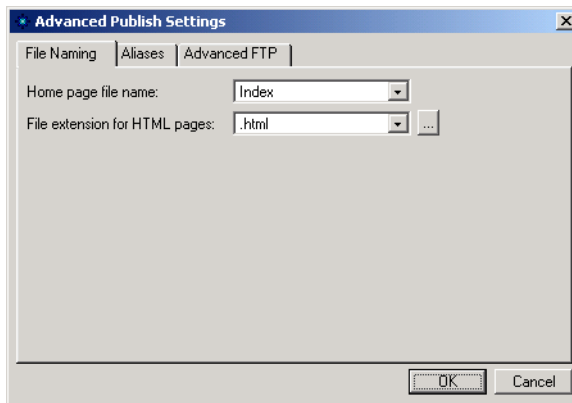 Advanced Publish Settings
File Naming Aliases Advanced FTP
Home page file name: Index
File extension for HTML pages: .html ...
OK Cancel